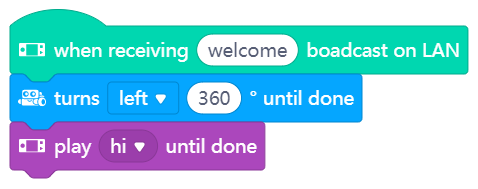 when receiving welcome boadcast on LAN
turns left 360 ° until done
play hi until done